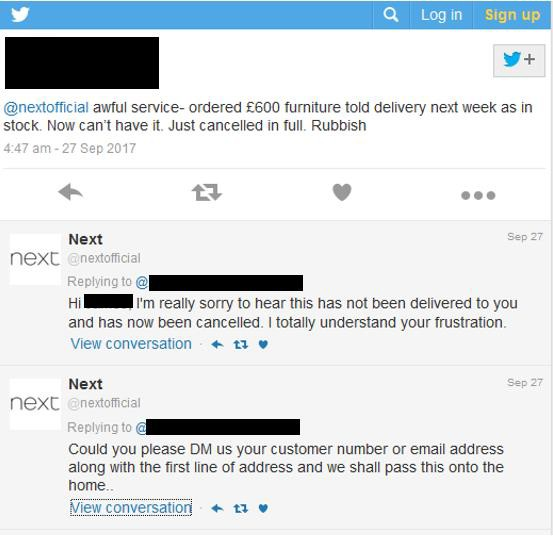 Log in Sign up
@nextofficial awful service- ordered £600 furniture told delivery next week as in
stock. Now can't have it. Just cancelled in full. Rubbish
4:47 am - 27 Sep 2017
Next Sep 27
next @nextofficial
Replying to @
Hi I'm really sorry to hear this has not been delivered to you
and has now been cancelled. I totally understand your frustration.
View conversation ·
Next Sep 27
next @nextofficial
Replying to @
Could you please DM us your customer number or email address
along with the first line of address and we shall pass this onto the
home..
View conversation ·